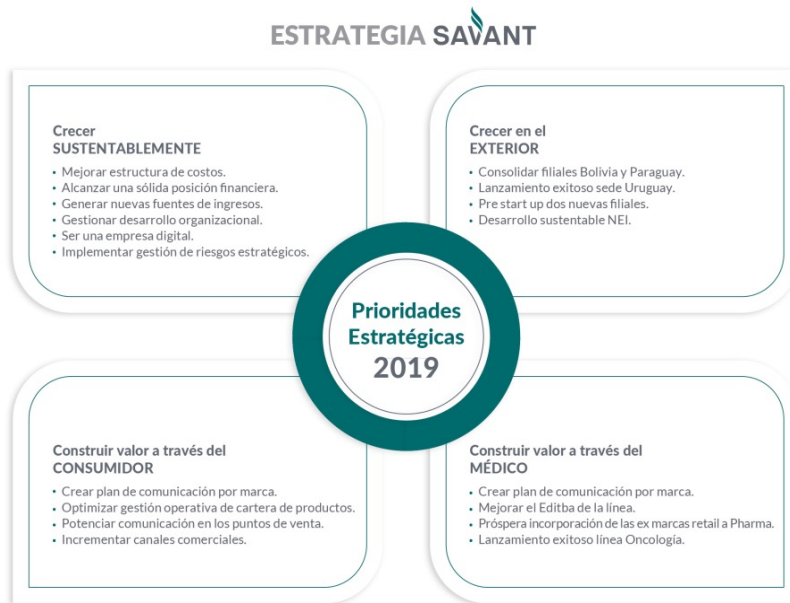 ESTRATEGIA SAVANT
Crecer
SUSTENTABLEMENTE
• Mejorar estructura de costos.
• Alcanzar una sólida posición financiera.
• Generar nuevas fuentes de ingresos.
• Gestionar desarrollo organizacional.
• Ser una empresa digital.
• Implementar gestión de riesgos estratégicos.
Crecer en el
EXTERIOR
• Consolidar filiales Bolivia y Paraguay.
• Lanzamiento exitoso sede Uruguay.
• Pre start up dos nuevas filiales.
• Desarrollo sustentable NEI.
Prioridades
Estratégicas
2019
Construir valor a través del
CONSUMIDOR
• Crear plan de comunicación por marca.
• Optimizar gestión operativa de cartera de productos.
• Potenciar comunicación en los puntos de venta.
• Incrementar canales comerciales.
Construir valor a través del
MÉDICO
• Crear plan de comunicación por marca.
• Mejorar el Editba de la línea.
• Próspera incorporación de las ex marcas retail a Pharma.
• Lanzamiento exitoso línea Oncología.